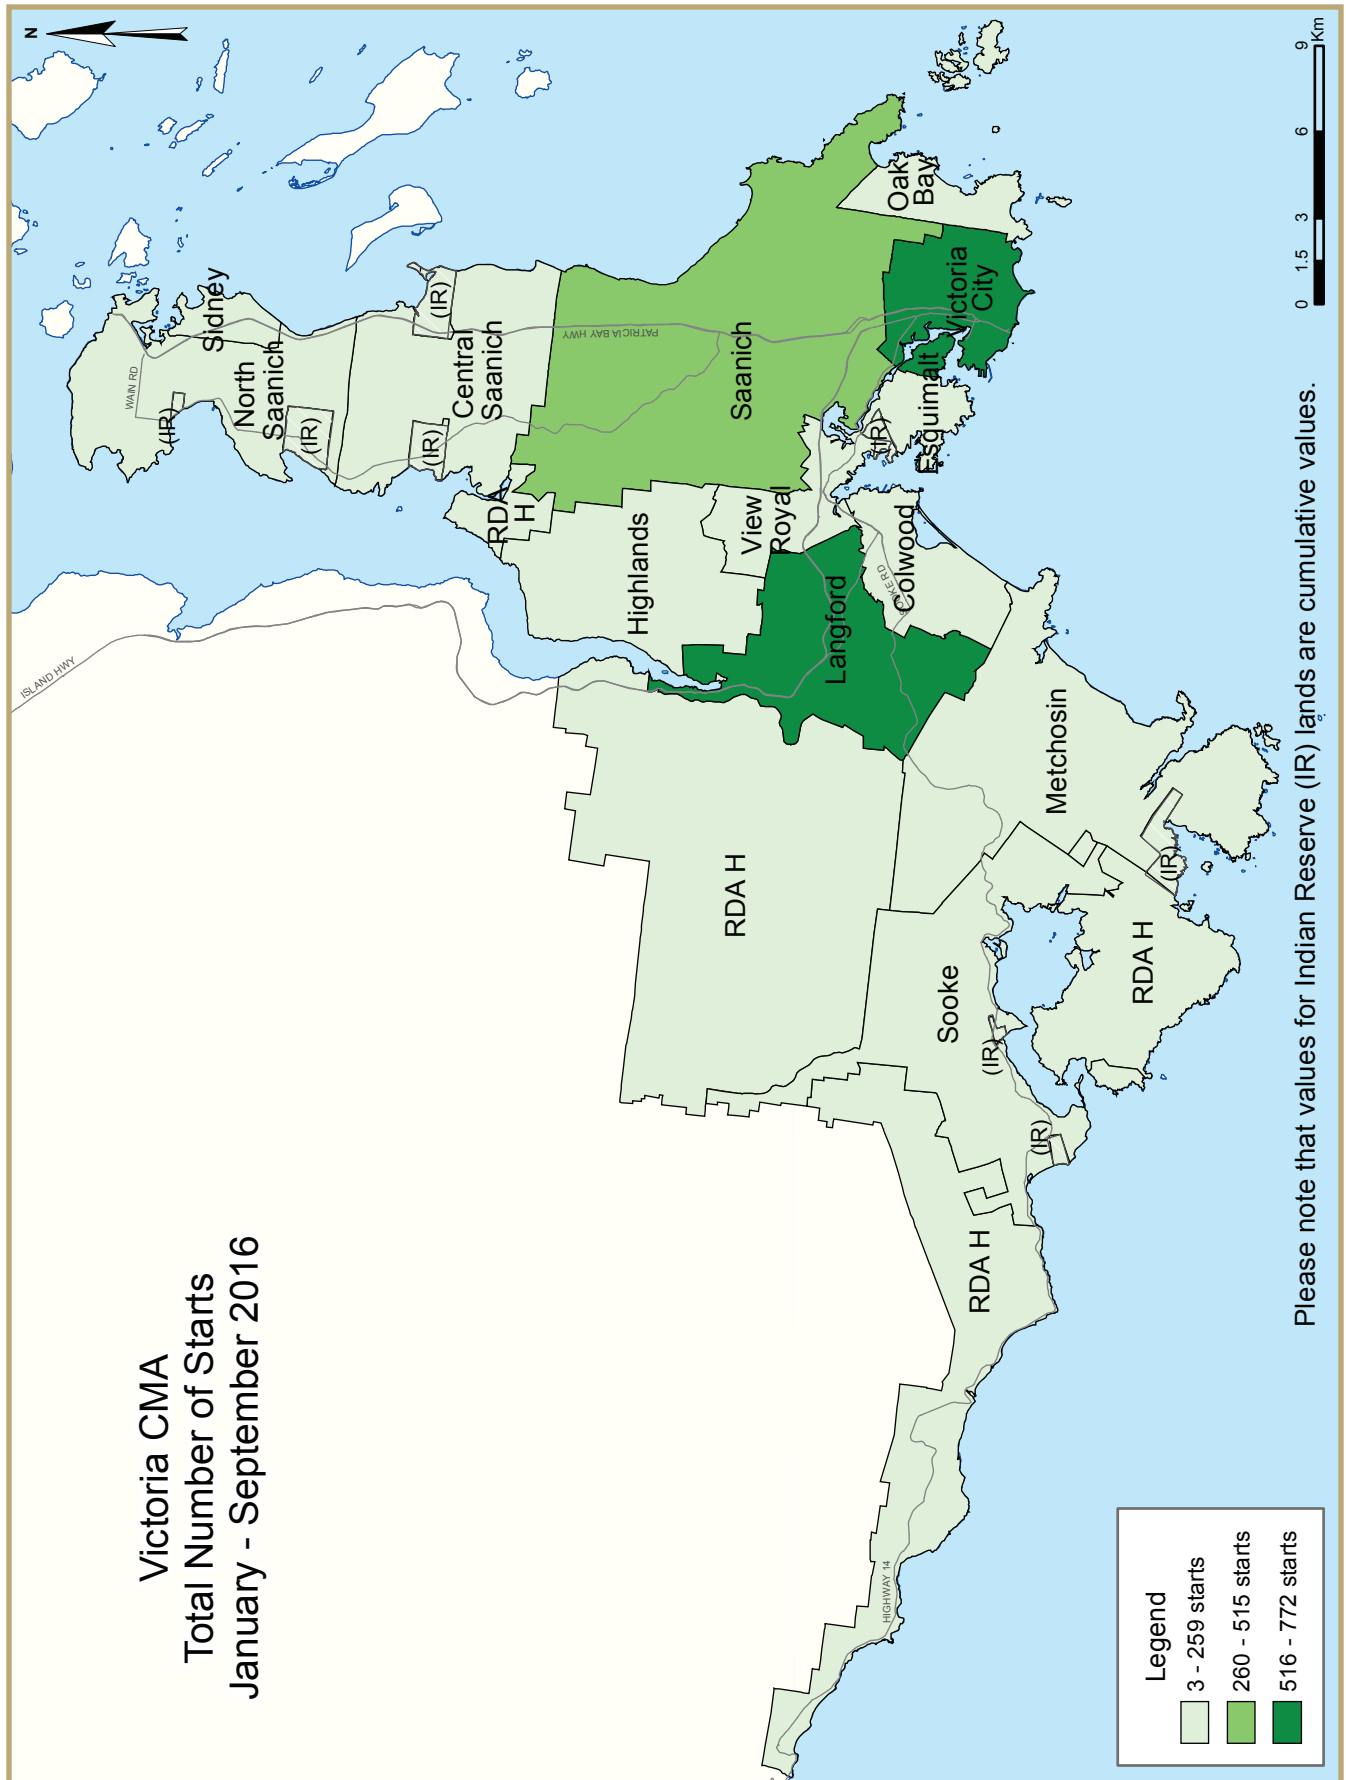 Victoria CMA
Total Number of Starts
January - September 2016
N
ISLAND HWY
WAIN RD
Sidney
North
Saanich
(IR)
(IR)
(IR)
(IR)
Central
Saanich
PATRICIA BAY HWY
RDA
H
Saanich
Highlands
View
Royal
Oak
Bay
Victoria
City
Esquimalt
(IR)
Langford
Colwood
SOOKE RD
Metchosin
(IR)
RDA H
RDA H
Sooke
(IR)
(IR)
RDA H
HIGHWAY 14
Legend
3 - 259 starts
260 - 515 starts
516 - 772 starts
0 1.5 3 6 9
Km
Please note that values for Indian Reserve (IR) lands are cumulative values.